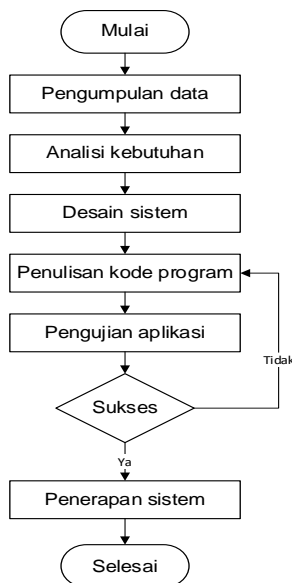 Mulai
Pengumpulan data
Analisi kebutuhan
Desain sistem
Penulisan kode program
Pengujian aplikasi
Tidak
Sukses
Ya
Penerapan sistem
Selesai